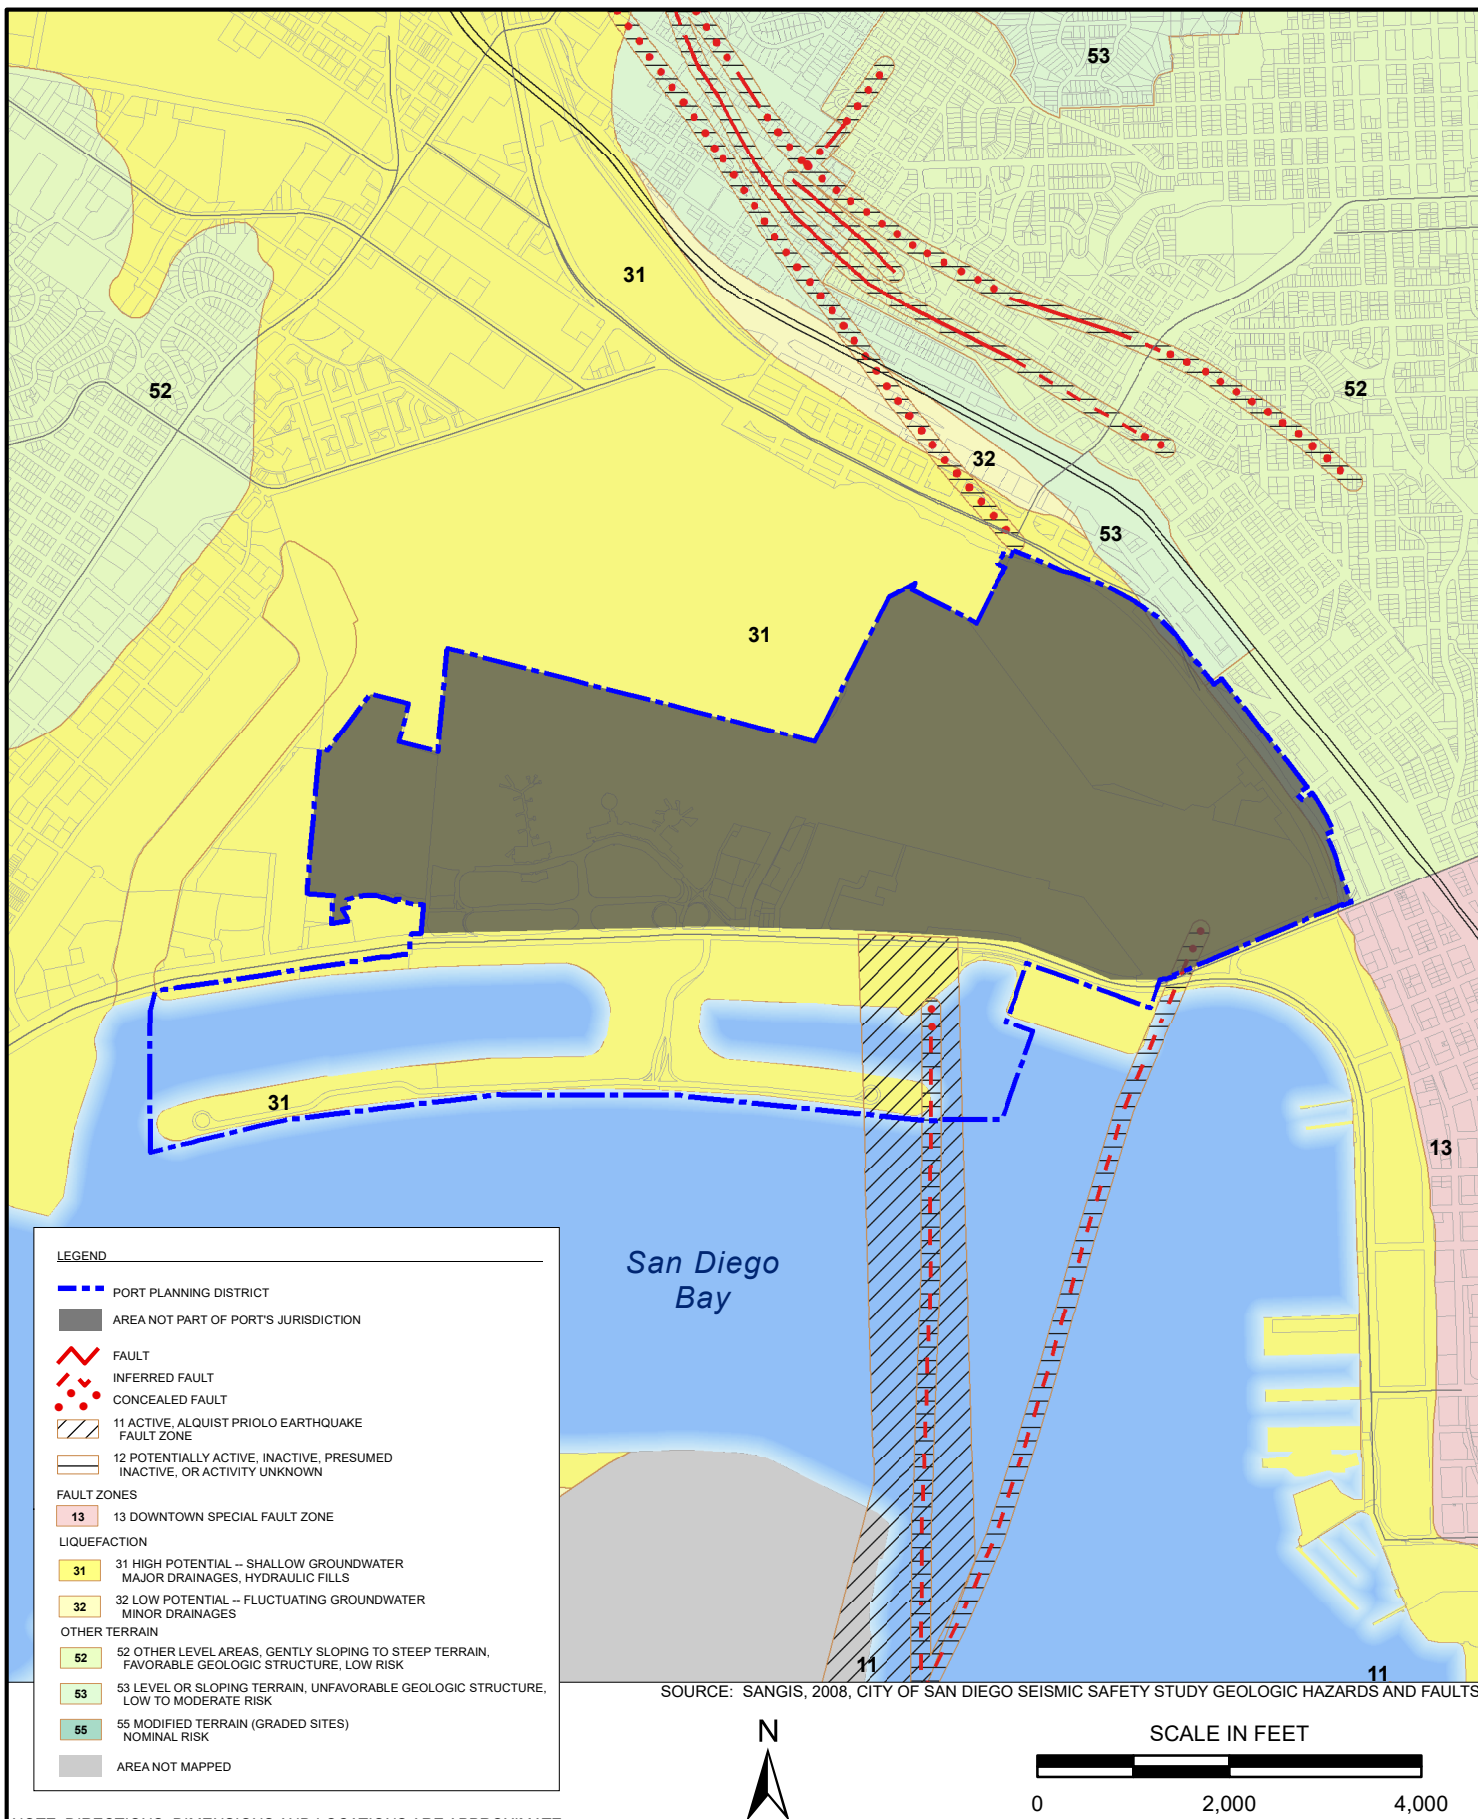 53
31
52
52
32
53
31
31
13
San Diego
Bay
LEGEND
PORT PLANNING DISTRICT
AREA NOT PART OF PORT'S JURISDICTION
FAULT
INFERRED FAULT
CONCEALED FAULT
11 ACTIVE, ALQUIST PRIOLO EARTHQUAKE
FAULT ZONE
12 POTENTIALLY ACTIVE, INACTIVE, PRESUMED
INACTIVE, OR ACTIVITY UNKNOWN
FAULT ZONES
13 13 DOWNTOWN SPECIAL FAULT ZONE
LIQUEFACTION
31 31 HIGH POTENTIAL -- SHALLOW GROUNDWATER
MAJOR DRAINAGES, HYDRAULIC FILLS
32 32 LOW POTENTIAL -- FLUCTUATING GROUNDWATER
MINOR DRAINAGES
OTHER TERRAIN
52 52 OTHER LEVEL AREAS, GENTLY SLOPING TO STEEP TERRAIN,
FAVORABLE GEOLOGIC STRUCTURE, LOW RISK
53 53 LEVEL OR SLOPING TERRAIN, UNFAVORABLE GEOLOGIC STRUCTURE,
LOW TO MODERATE RISK
55 55 MODIFIED TERRAIN (GRADED SITES)
NOMINAL RISK
AREA NOT MAPPED
11
11
SOURCE: SANGIS, 2008, CITY OF SAN DIEGO SEISMIC SAFETY STUDY GEOLOGIC HAZARDS AND FAULTS
N
SCALE IN FEET
0 2,000 4,000
NOTE: DIRECTIONS, DIMENSIONS AND LOCATIONS ARE APPROXIMATE